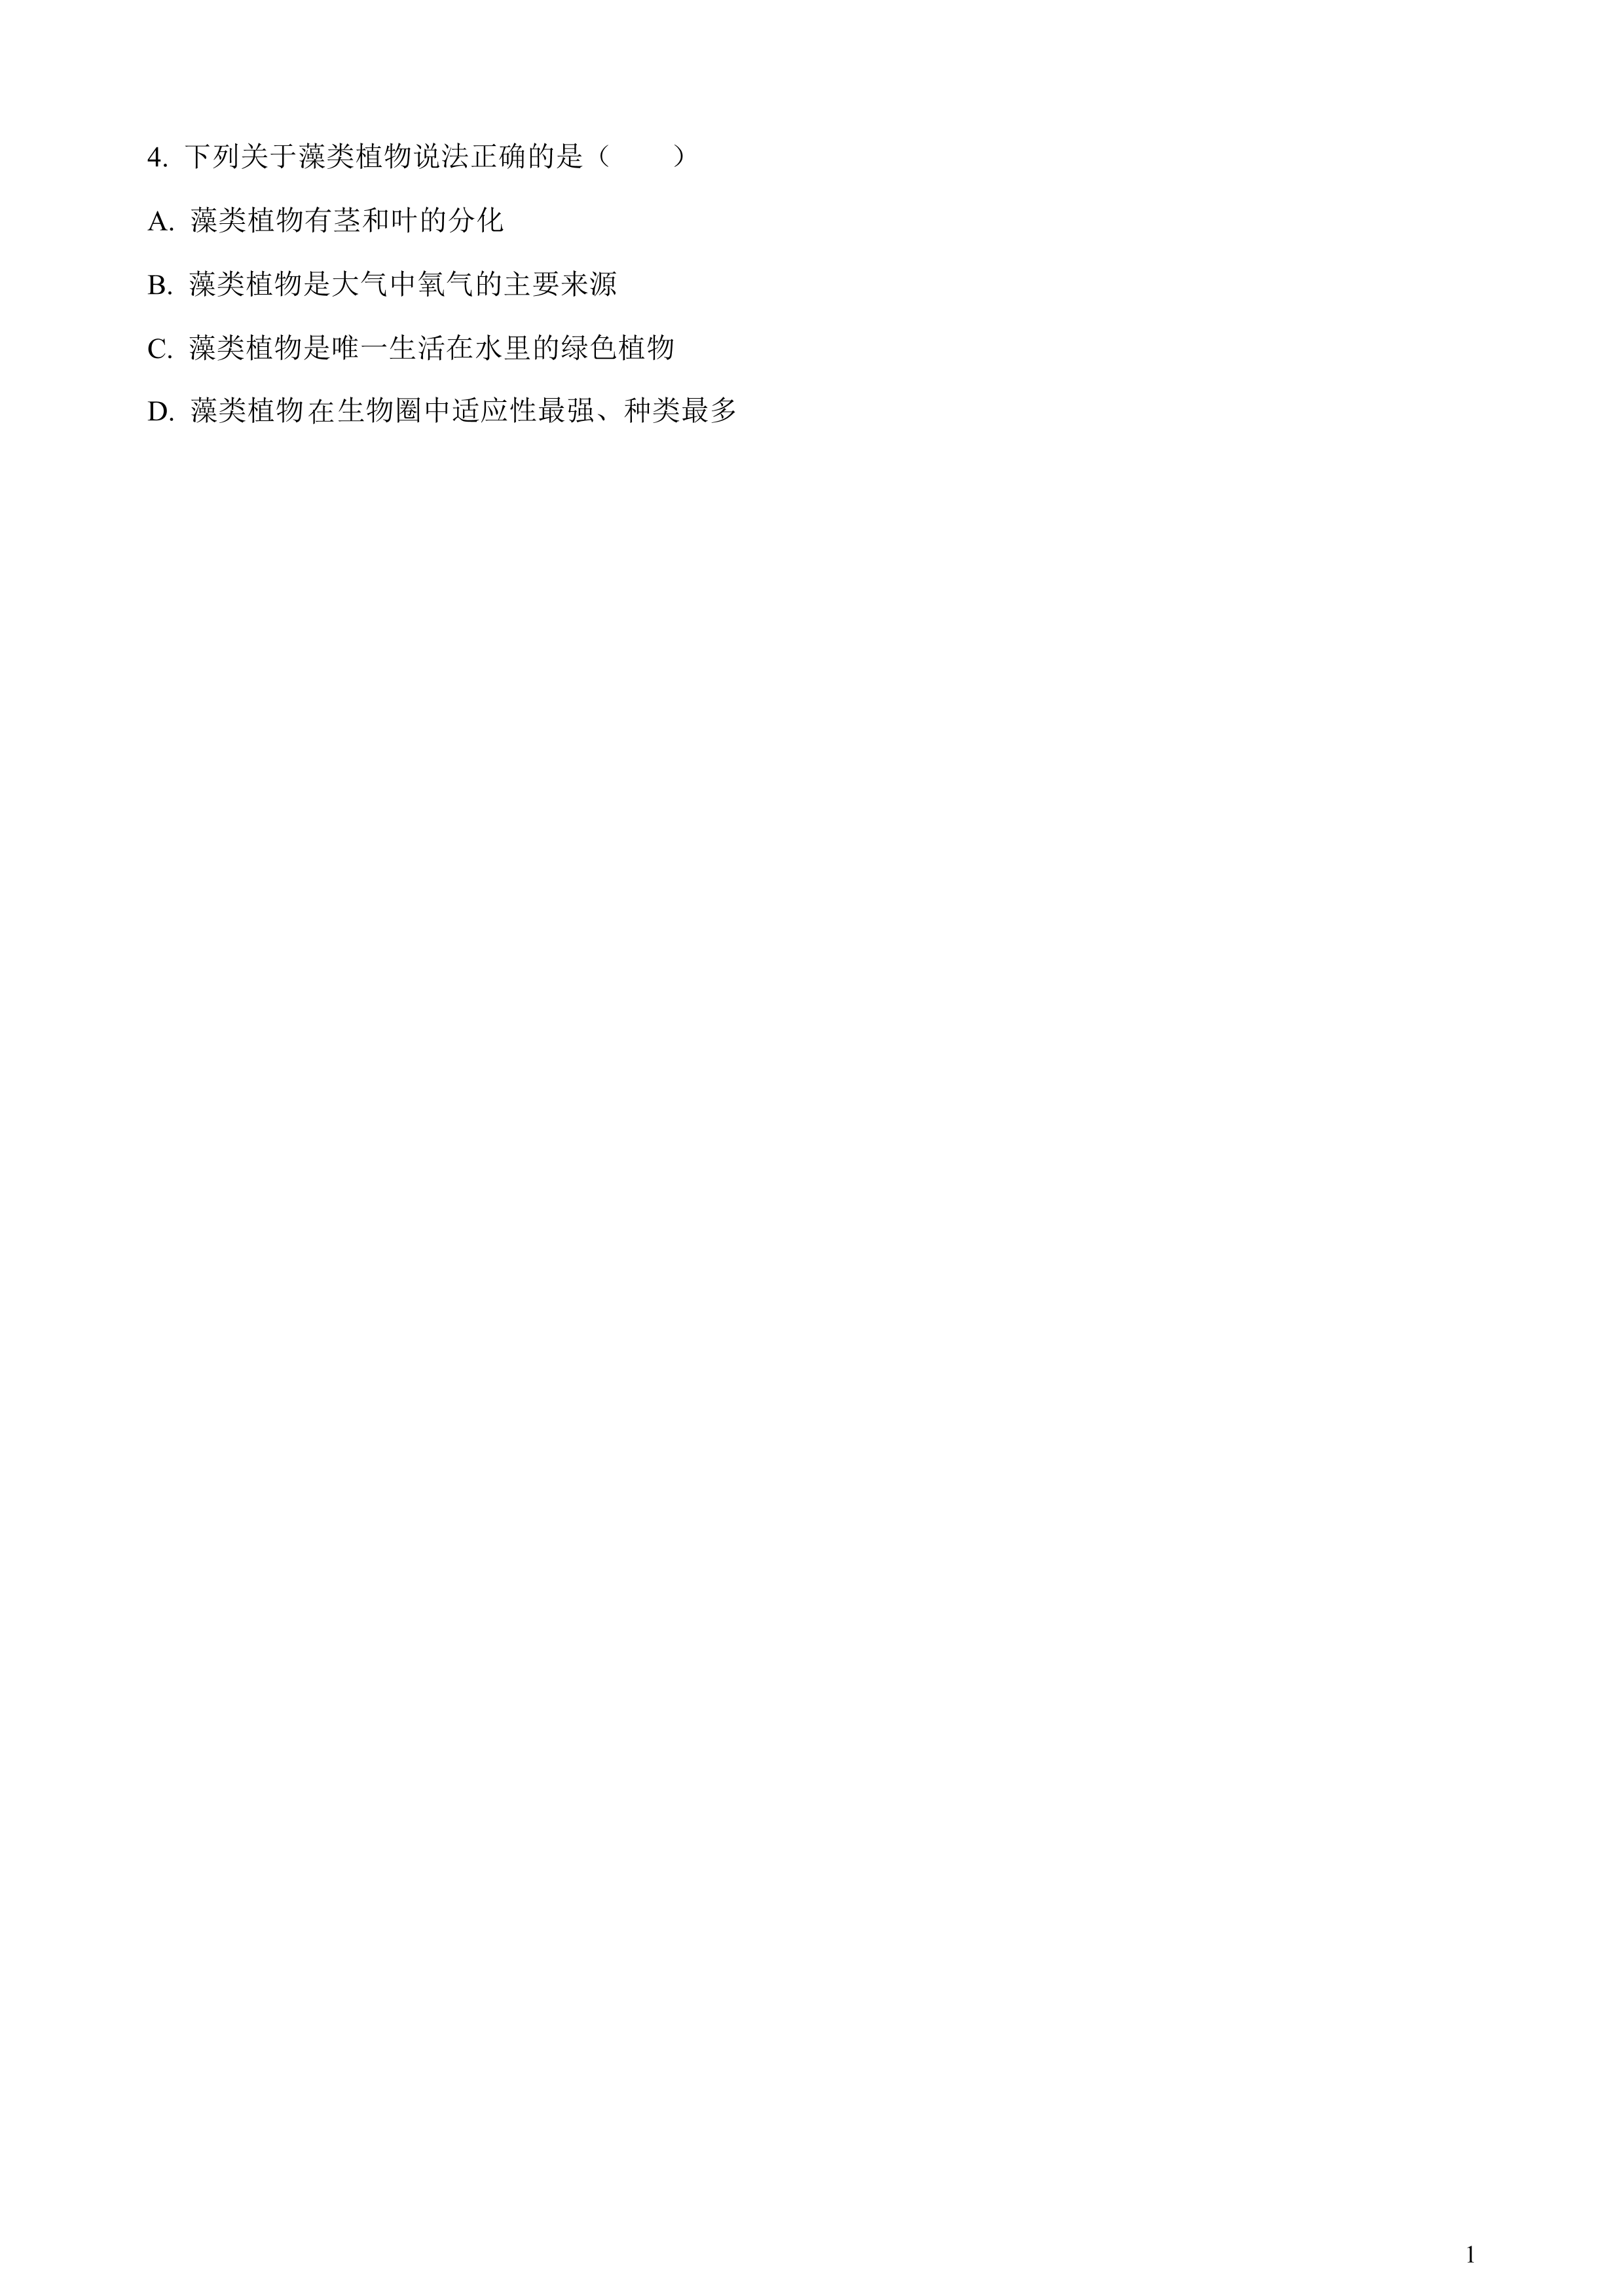 4. 下列关于藻类植物说法正确的是（　　）
A. 藻类植物有茎和叶的分化
B. 藻类植物是大气中氧气的主要来源
C. 藻类植物是唯一生活在水里的绿色植物
D. 藻类植物在生物圈中适应性最强、种类最多
1